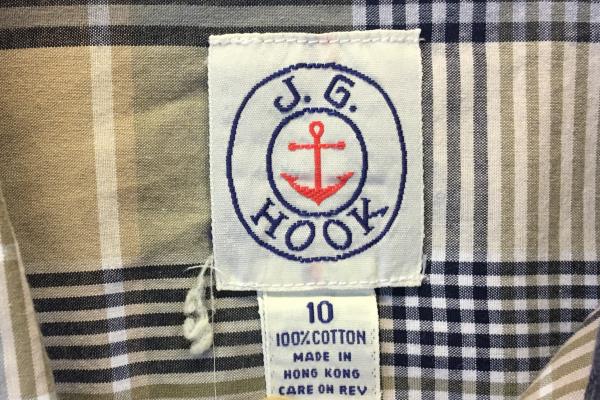 J. G.
HOOK
10
100% COTTON
MADE IN
HONG KONG
CARE ON REV